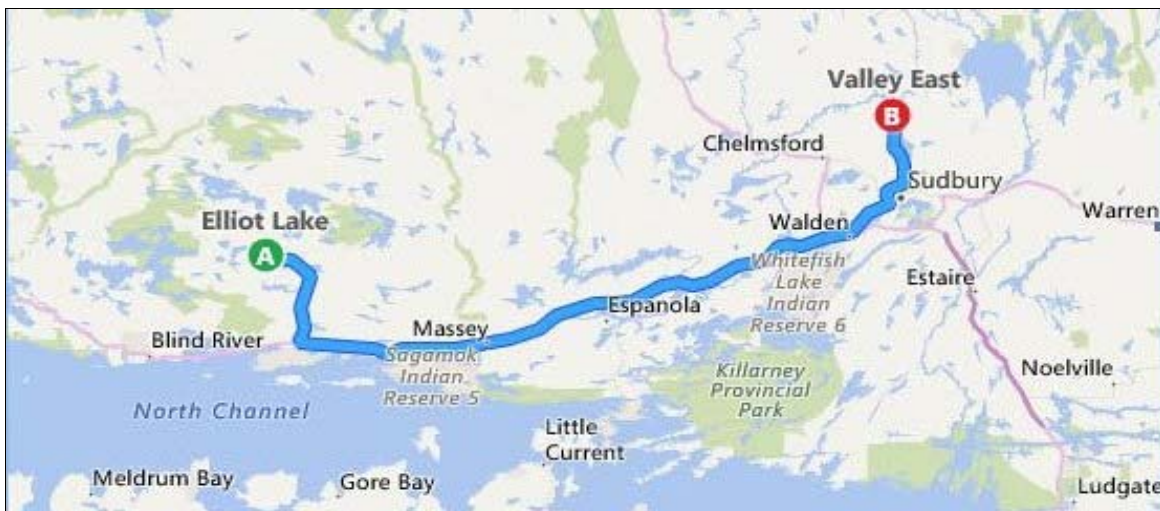 Valley East
B
Chelmsford
Sudbury
Elliot Lake
A
Walden
Warren
Whitefish
Lake
Indian
Reserve 6
Estaire
Espanola
Massey
Blind River
Sagamok
Indian
Reserve 5
Killarney
Provincial
Park
Noelville
North Channel
Little
Current
Meldrum Bay
Gore Bay
Ludgate